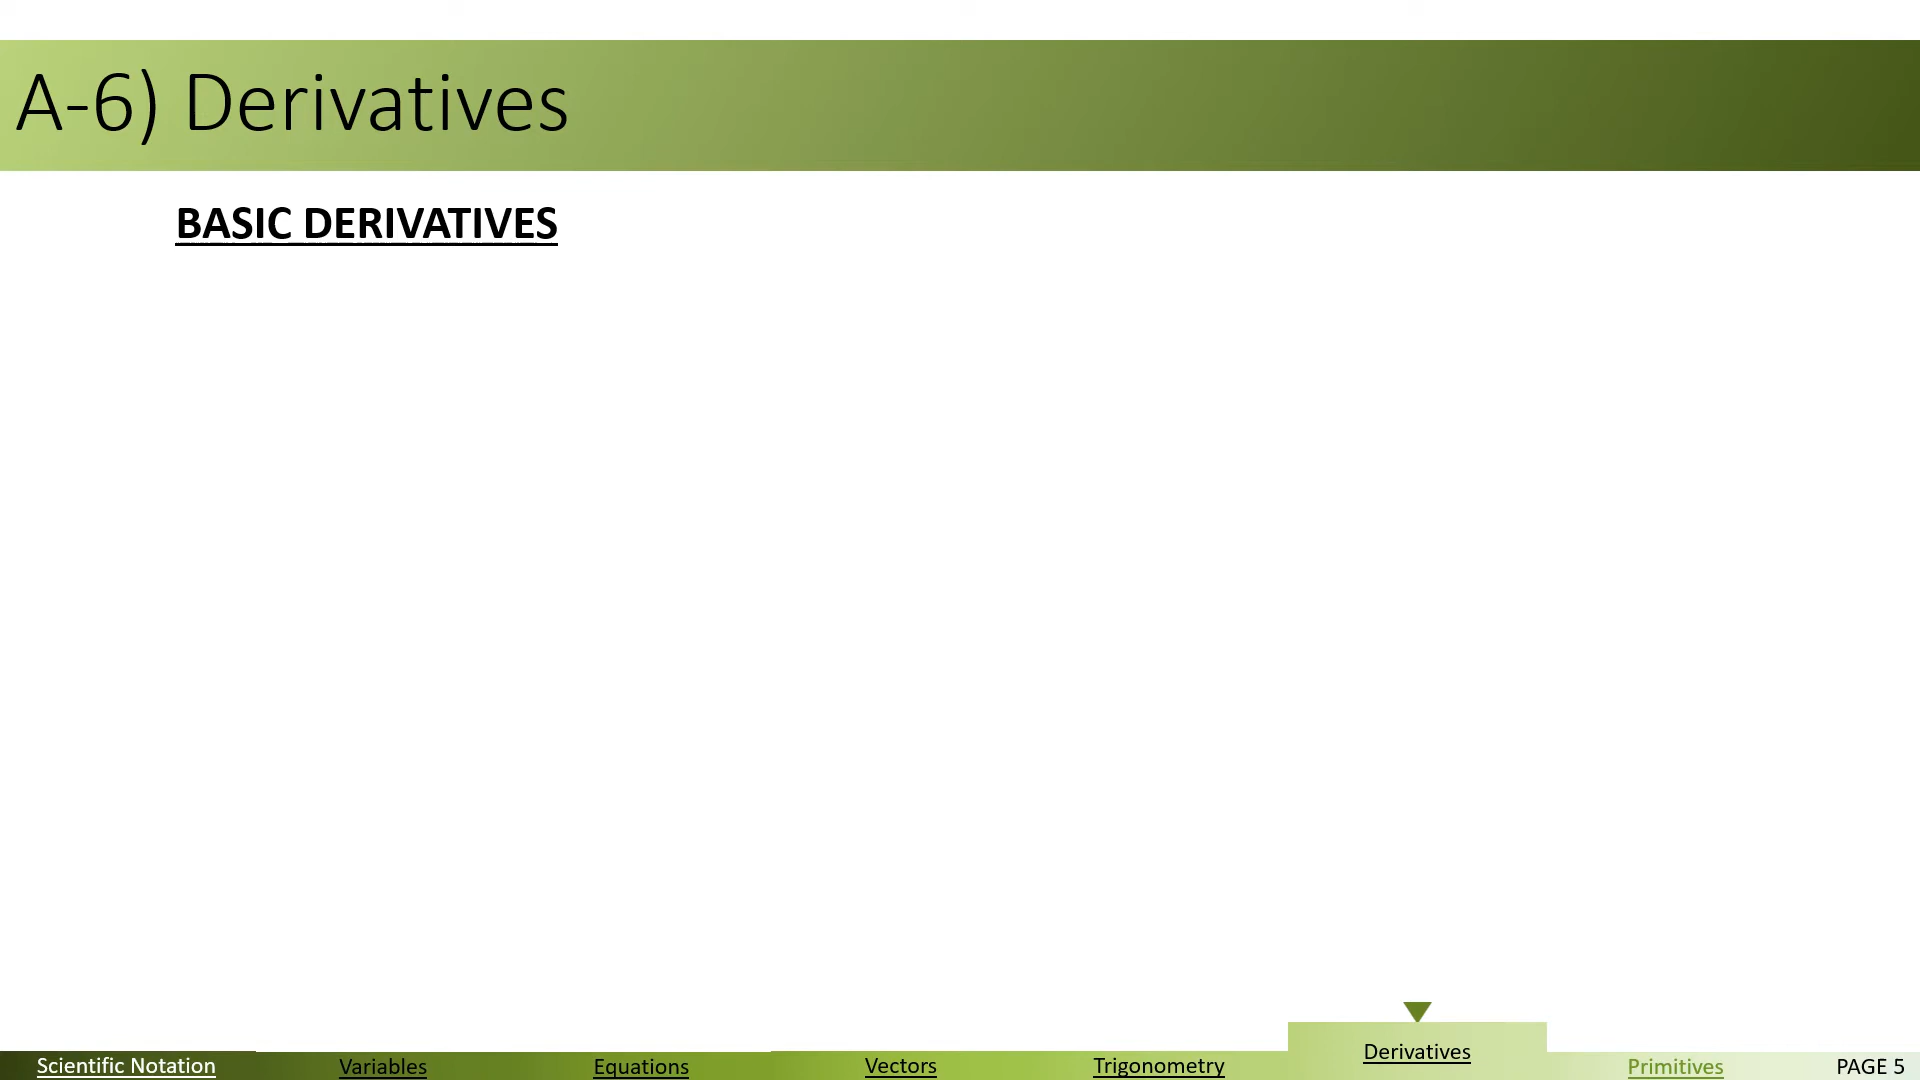 A-6) Derivatives
BASIC DERIVATIVES
Scientific Notation
Variables
Equations
Vectors
Trigonometry
Derivatives
Primitives
PAGE 5